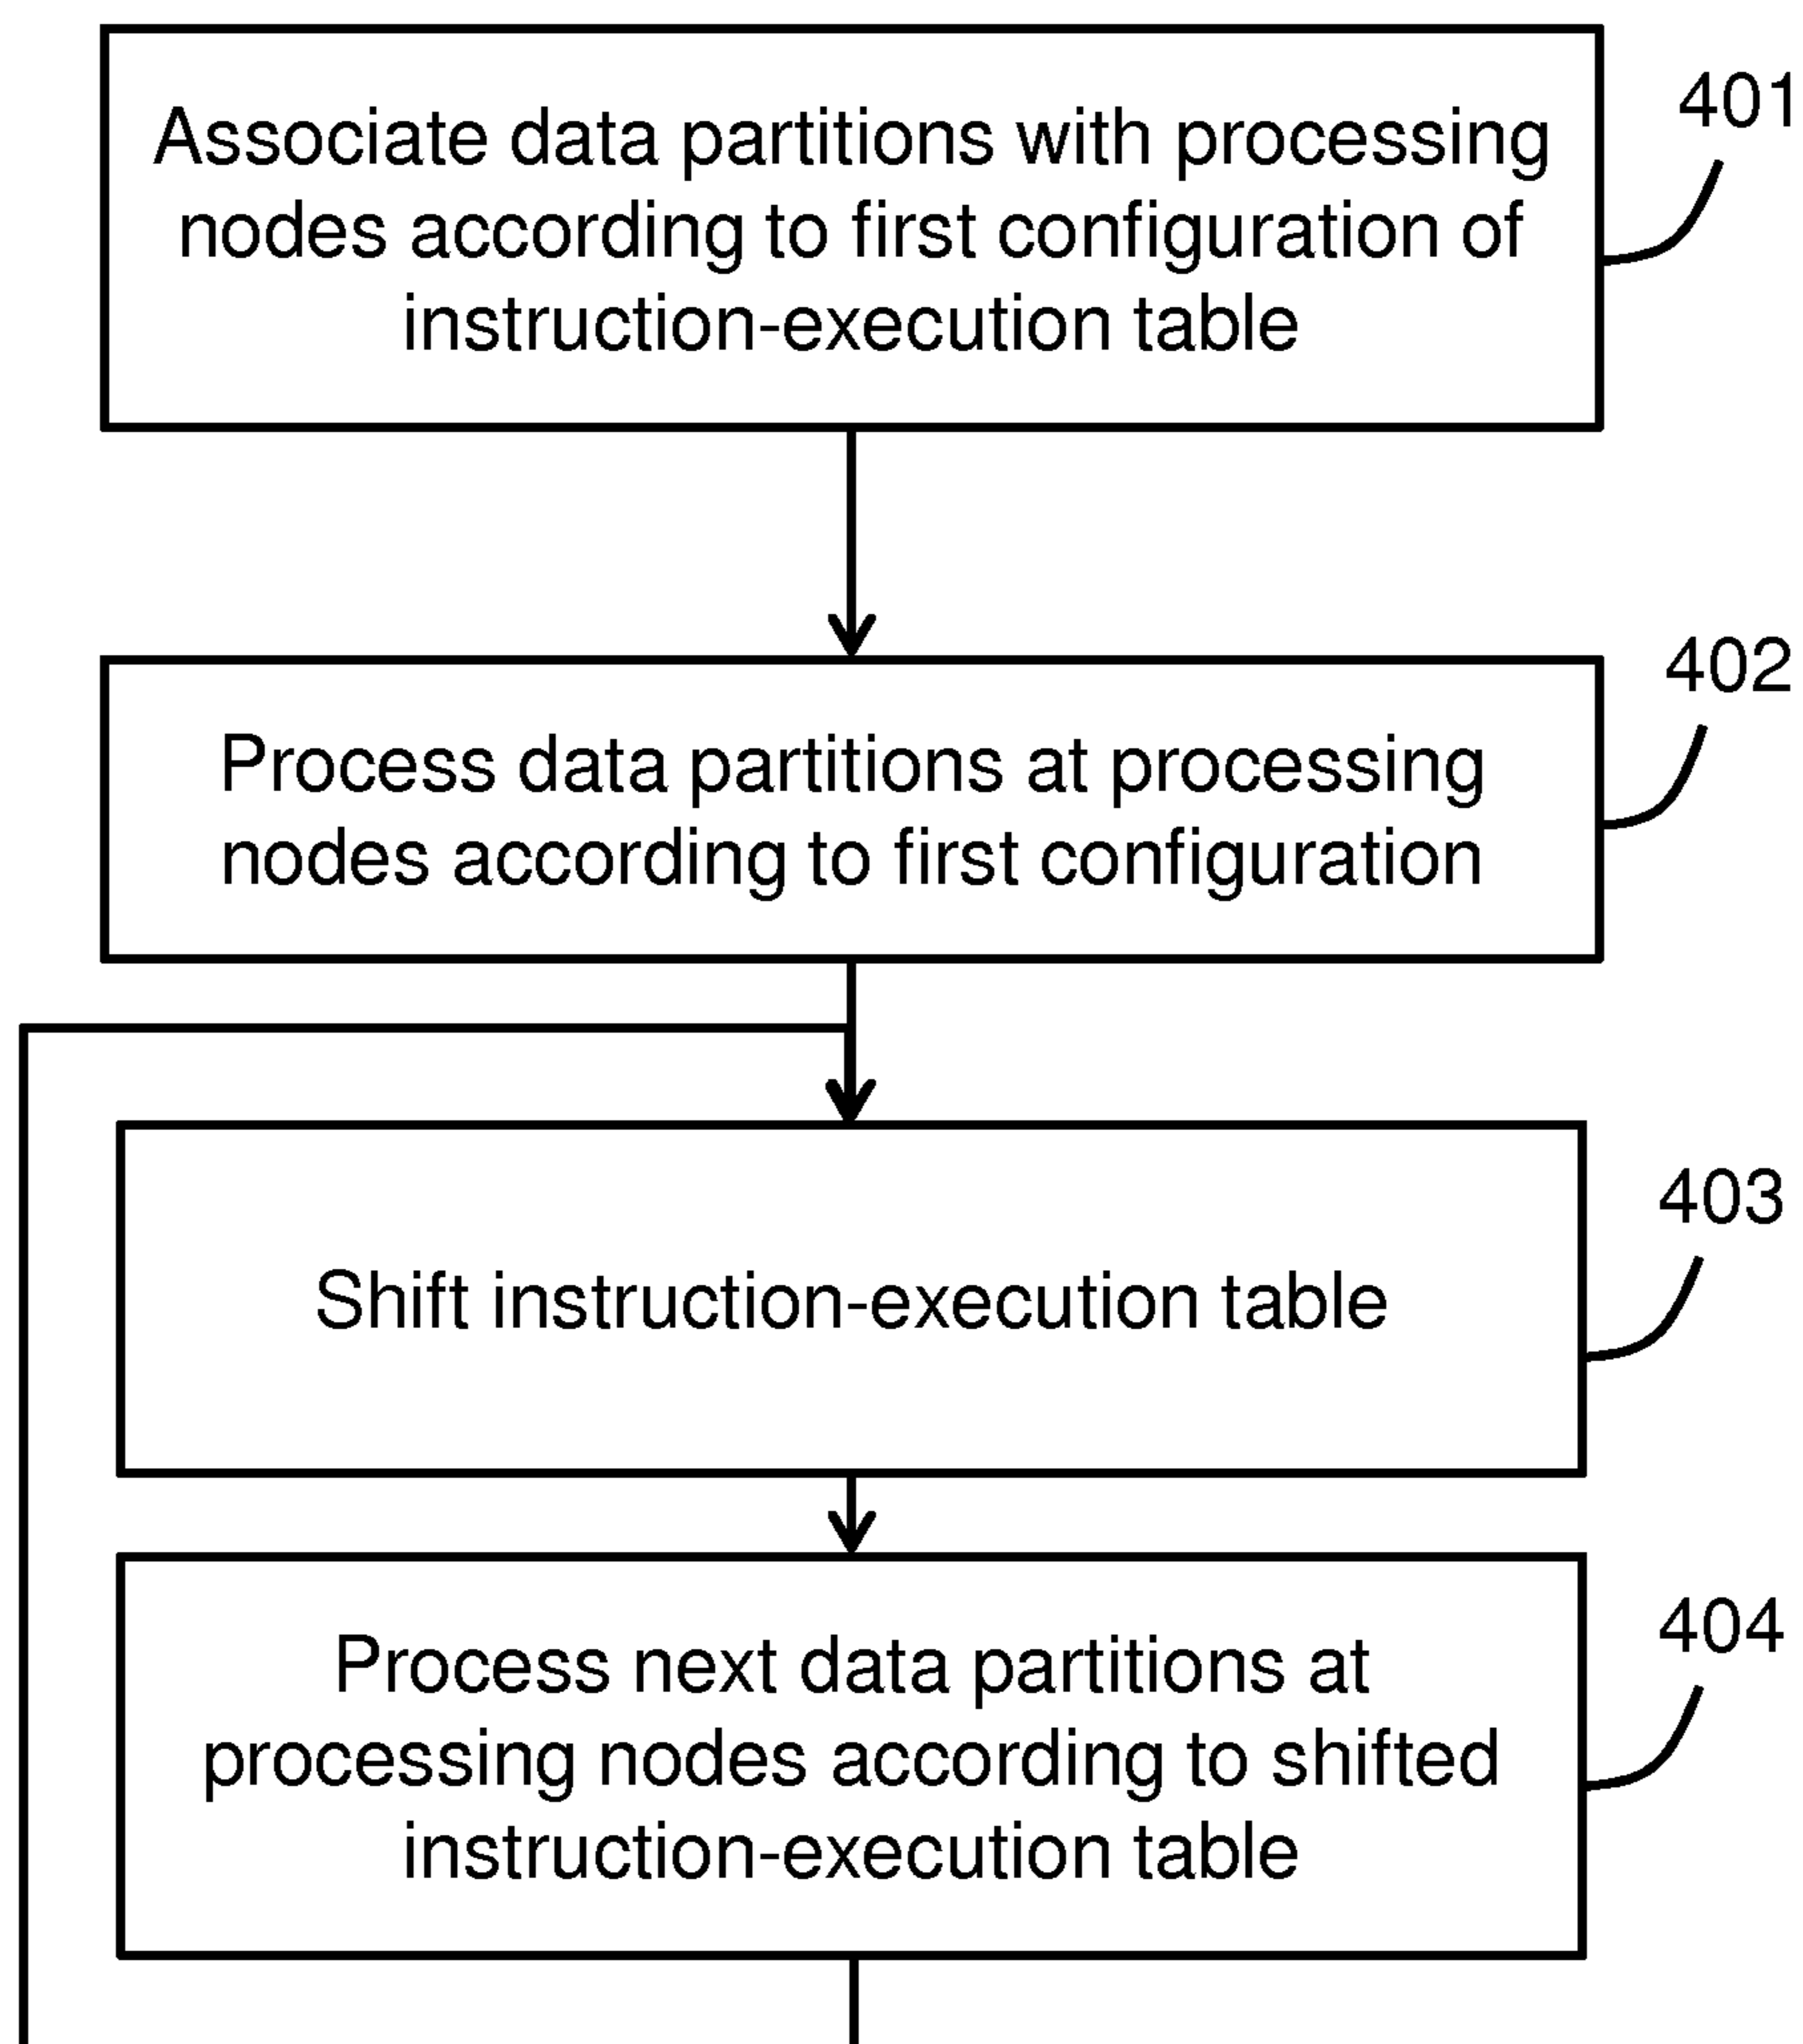 Associate data partitions with processing
nodes according to first configuration of
instruction-execution table
401
Process data partitions at processing
nodes according to first configuration
402
Shift instruction-execution table
403
Process next data partitions at
processing nodes according to shifted
instruction-execution table
404